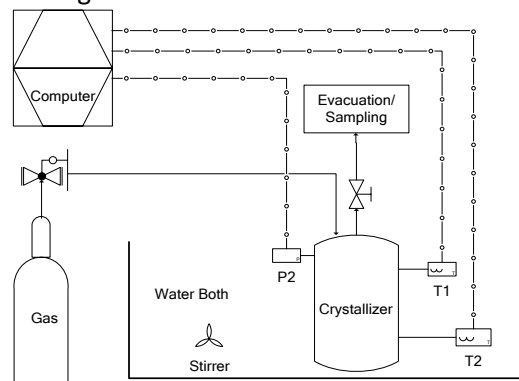 Computer
Evacuation/
Sampling
P2
T1
Water Both
Gas
Crystallizer
Stirrer
T2